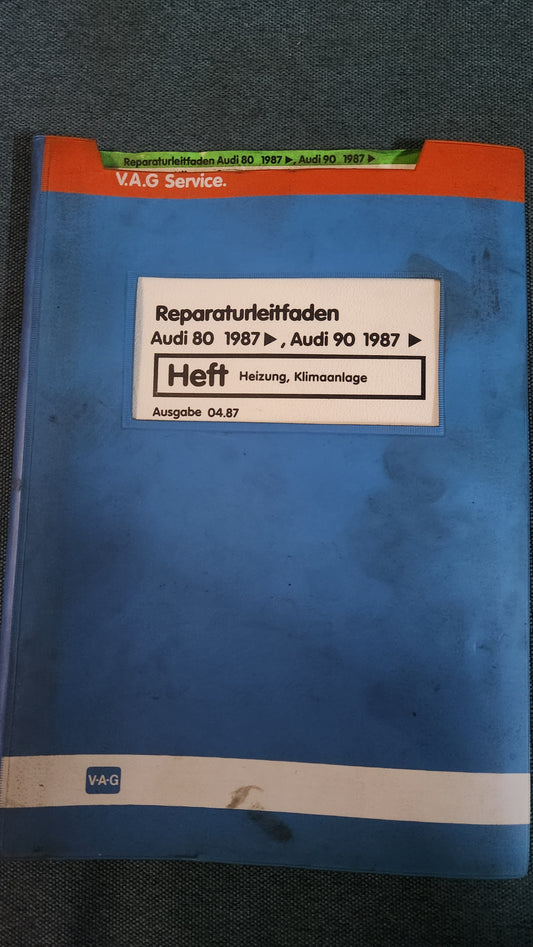 Reparaturleitfaden Audi 80 1987 ▶, Audi 90 1987 ▶
V.A.G Service.
Reparaturleitfaden
Audi 80 1987 ▶, Audi 90 1987 ▶
Heft Heizung, Klimaanlage
Ausgabe 04.87
V·A·G